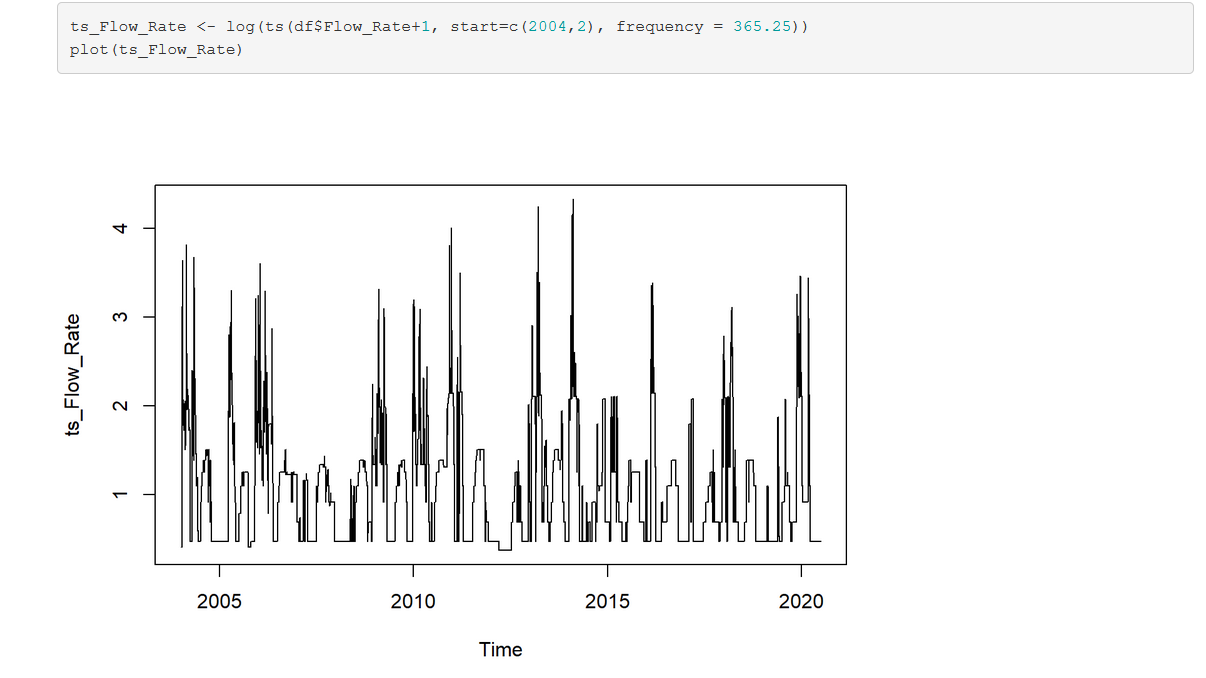 ts_Flow_Rate <- log(ts(df$Flow_Rate+1, start=c(2004,2), frequency = 365.25))
plot(ts_Flow_Rate)
4
3
2
1
ts_Flow_Rate
2005 2010 2015 2020
Time